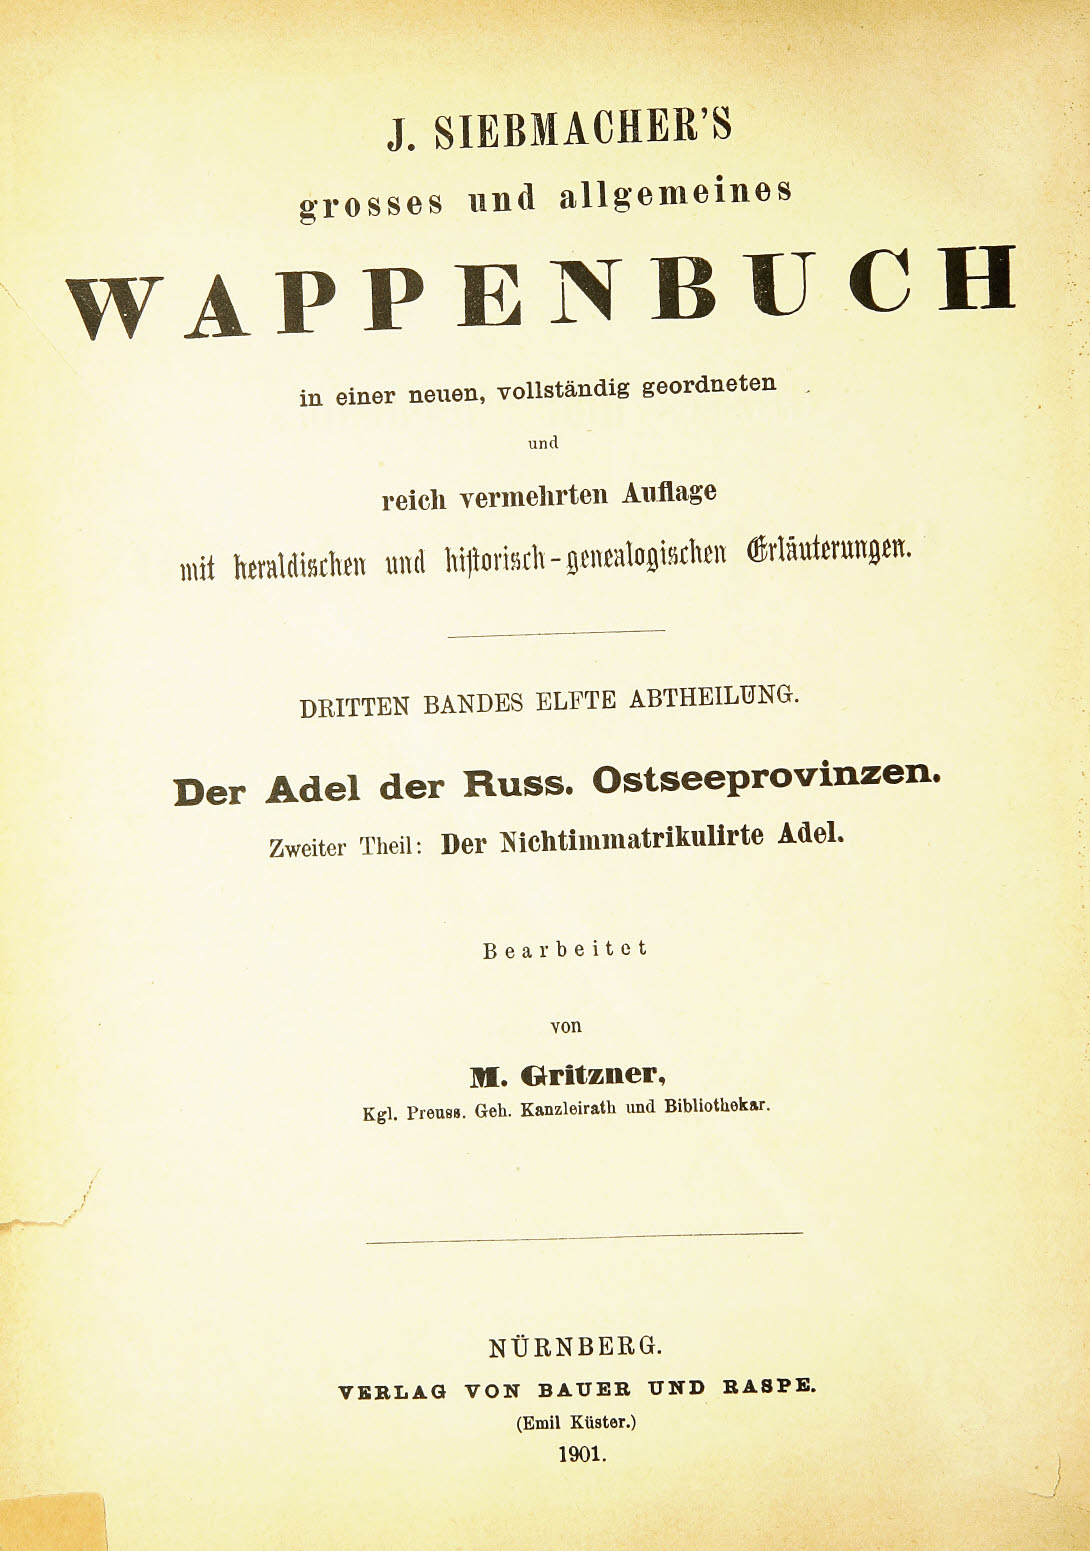 J. SIEBMACHER'S
grosses und allgemeines
WAPPENBUCH
in einer neuen, vollständig geordneten
und
reich vermehrten Auflage
mit heraldischen und historisch-genealogischen Erläuterungen.
DRITTEN BANDES ELFTE ABTHEILUNG.
Der Adel der Russ. Ostseeprovinzen.
Zweiter Theil: Der Nichtimmatrikulirte Adel.
Bearbeitet
von
M. Gritzner,
Kgl. Preuss. Geh. Kanzleirath und Bibliothekar.
NÜRNBERG.
VERLAG VON BAUER UND RASPE.
(Emil Küster.)
1901.